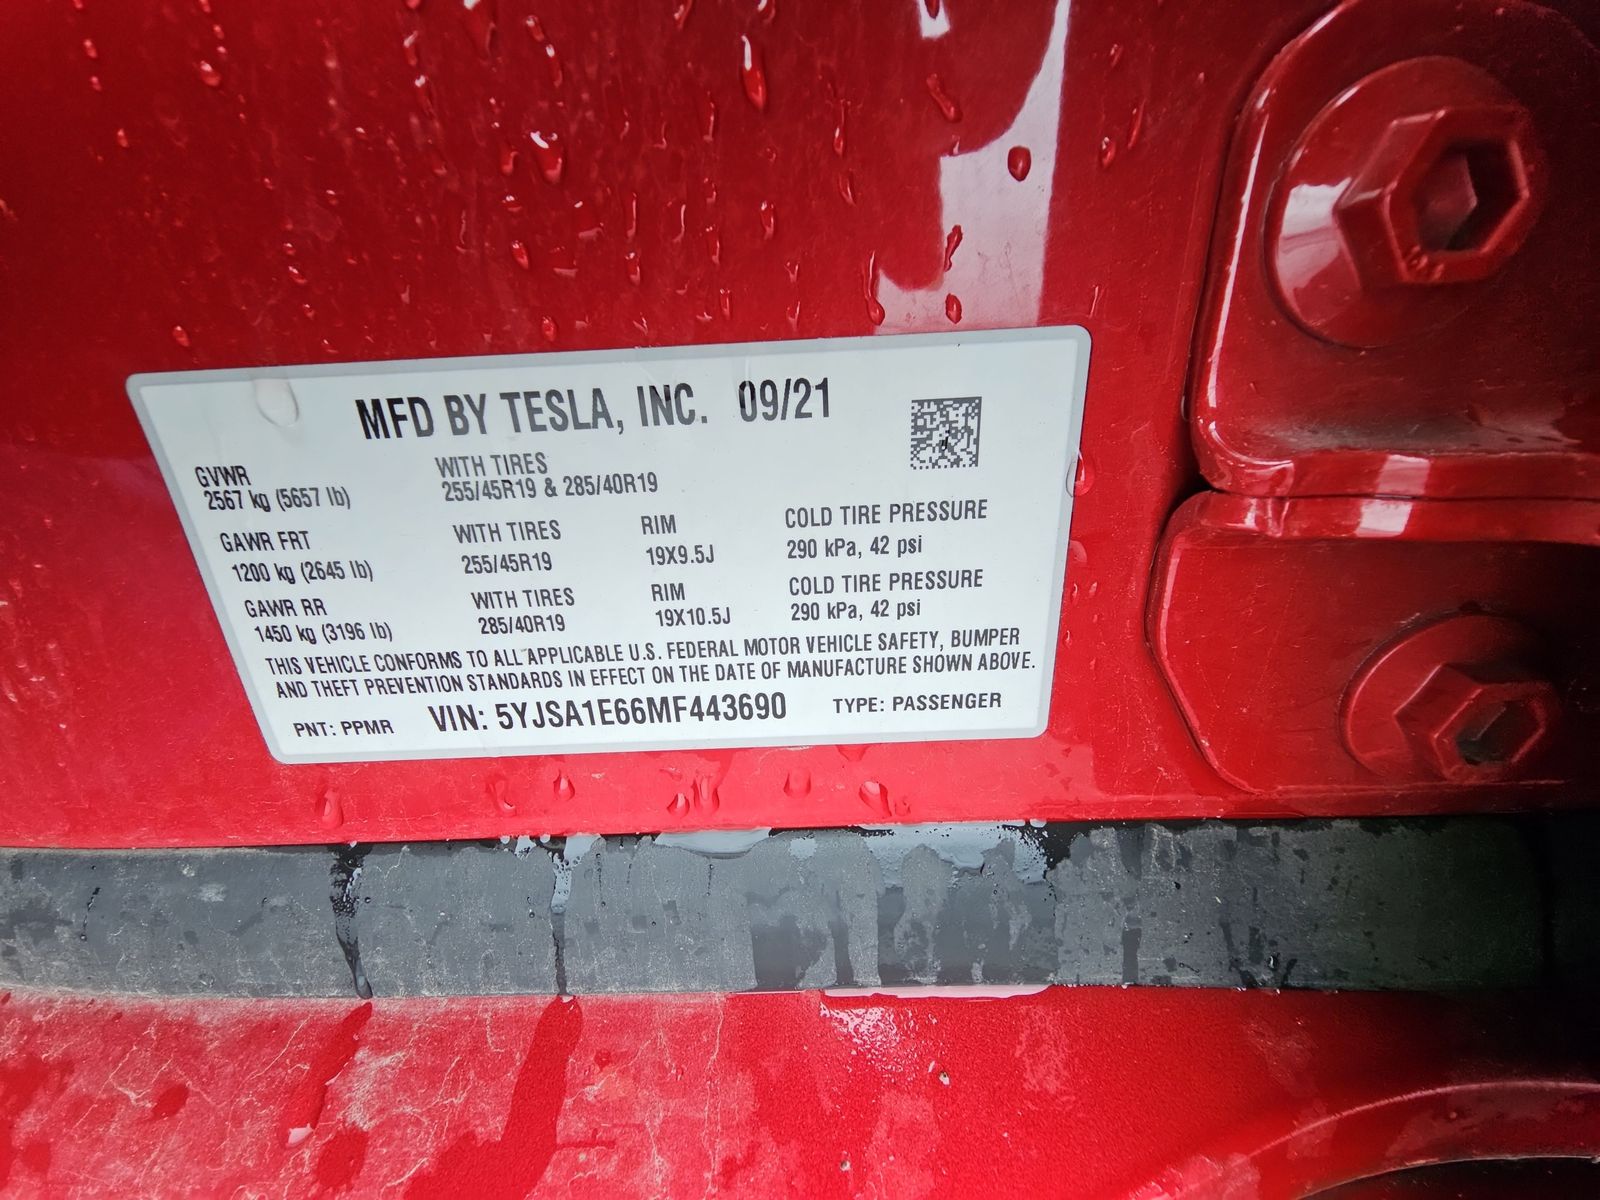 MFD BY TESLA, INC. 09/21
GVWR WITH TIRES
2567 kg (5657 lb) 255/45R19 & 285/40R19
GAWR FRT WITH TIRES RIM COLD TIRE PRESSURE
1200 kg (2645 lb) 255/45R19 19X9.5J 290 kPa, 42 psi
GAWR RR WITH TIRES RIM COLD TIRE PRESSURE
1450 kg (3196 lb) 285/40R19 19X10.5J 290 kPa, 42 psi
THIS VEHICLE CONFORMS TO ALL APPLICABLE U.S. FEDERAL MOTOR VEHICLE SAFETY, BUMPER
AND THEFT PREVENTION STANDARDS IN EFFECT ON THE DATE OF MANUFACTURE SHOWN ABOVE.
PNT: PPMR VIN: 5YJSA1E66MF443690 TYPE: PASSENGER